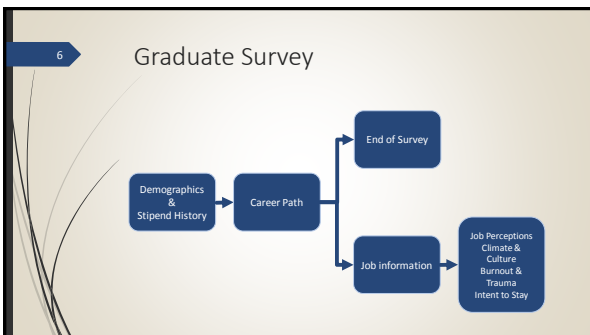 6
Graduate Survey
End of Survey
Demographics
&
Stipend History
Career Path
Job information
Job Perceptions
Climate &
Culture
Burnout &
Trauma
Intent to Stay